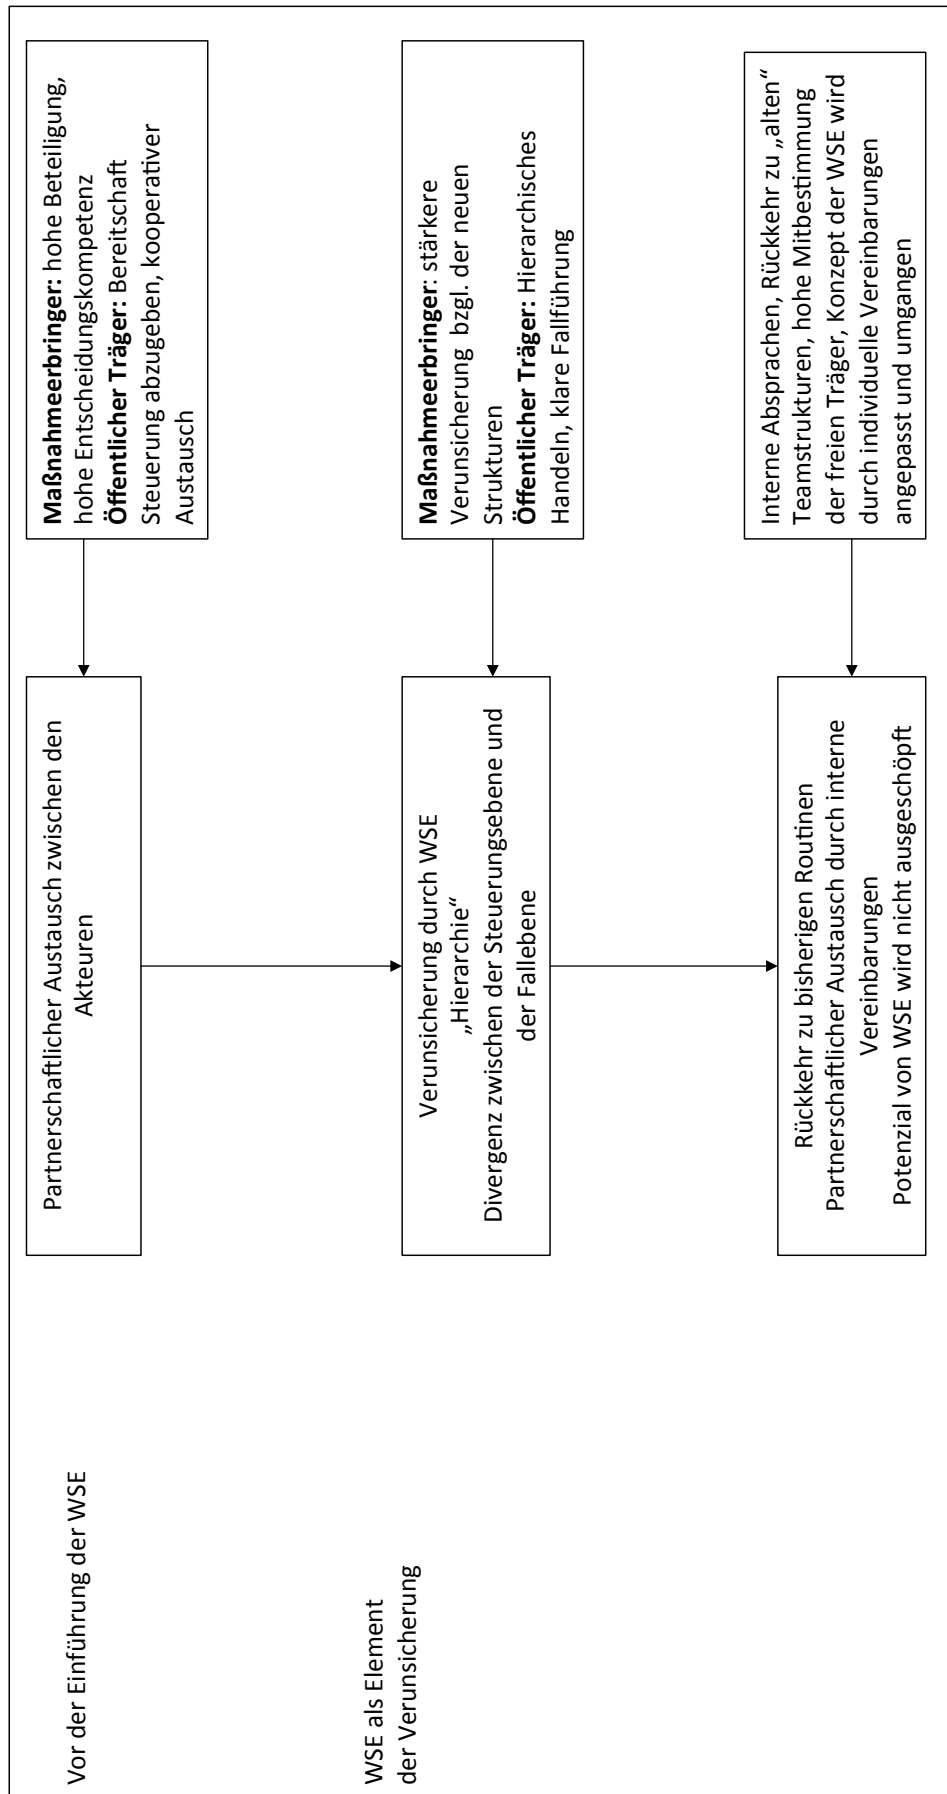 Vor der Einführung der WSE
Partnerschaftlicher Austausch zwischen den
Akteuren
Maßnahmeerbringer: hohe Beteiligung,
hohe Entscheidungskompetenz
Öffentlicher Träger: Bereitschaft
Steuerung abzugeben, kooperativer
Austausch
WSE als Element
der Verunsicherung
Verunsicherung durch WSE
„Hierarchie“
Divergenz zwischen der Steuerungsebene und
der Fallebene
Maßnahmeerbringer: stärkere
Verunsicherung bzgl. der neuen
Strukturen
Öffentlicher Träger: Hierarchisches
Handeln, klare Fallführung
Rückkehr zu bisherigen Routinen
Partnerschaftlicher Austausch durch interne
Vereinbarungen
Potenzial von WSE wird nicht ausgeschöpft
Interne Absprachen, Rückkehr zu „alten“
Teamstrukturen, hohe Mitbestimmung
der freien Träger, Konzept der WSE wird
durch individuelle Vereinbarungen
angepasst und umgangen